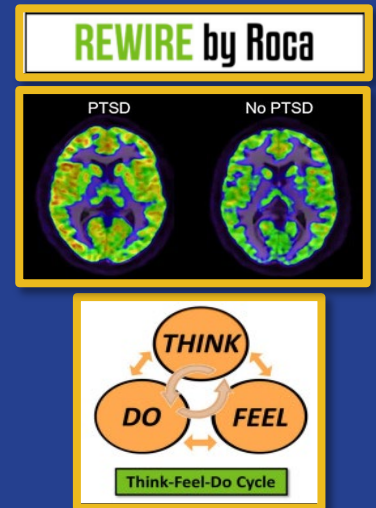 REWIRE by Roca
PTSD No PTSD
THINK
DO FEEL
Think-Feel-Do Cycle